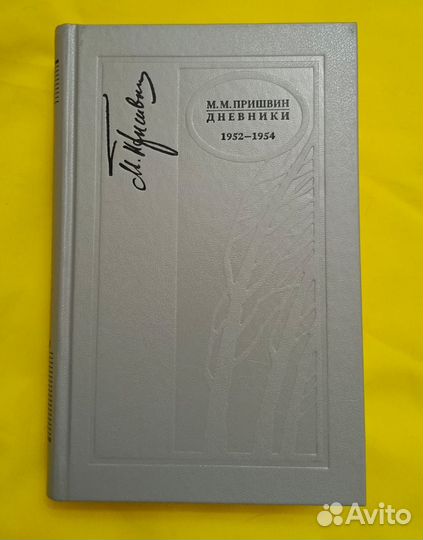 М. Пришвин
М.М.ПРИШВИН
ДНЕВНИКИ
1952–1954
Avito